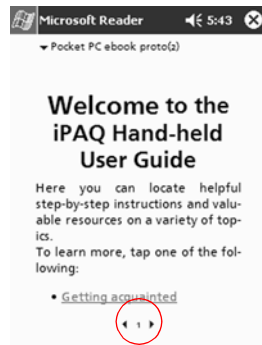 Microsoft Reader 5:43
Pocket PC ebook proto(2)
Welcome to the
iPAQ Hand-held
User Guide
Here you can locate helpful
step-by-step instructions and valu-
able resources on a variety of top-
ics.
To learn more, tap one of the fol-
lowing:
• Getting acquainted
1